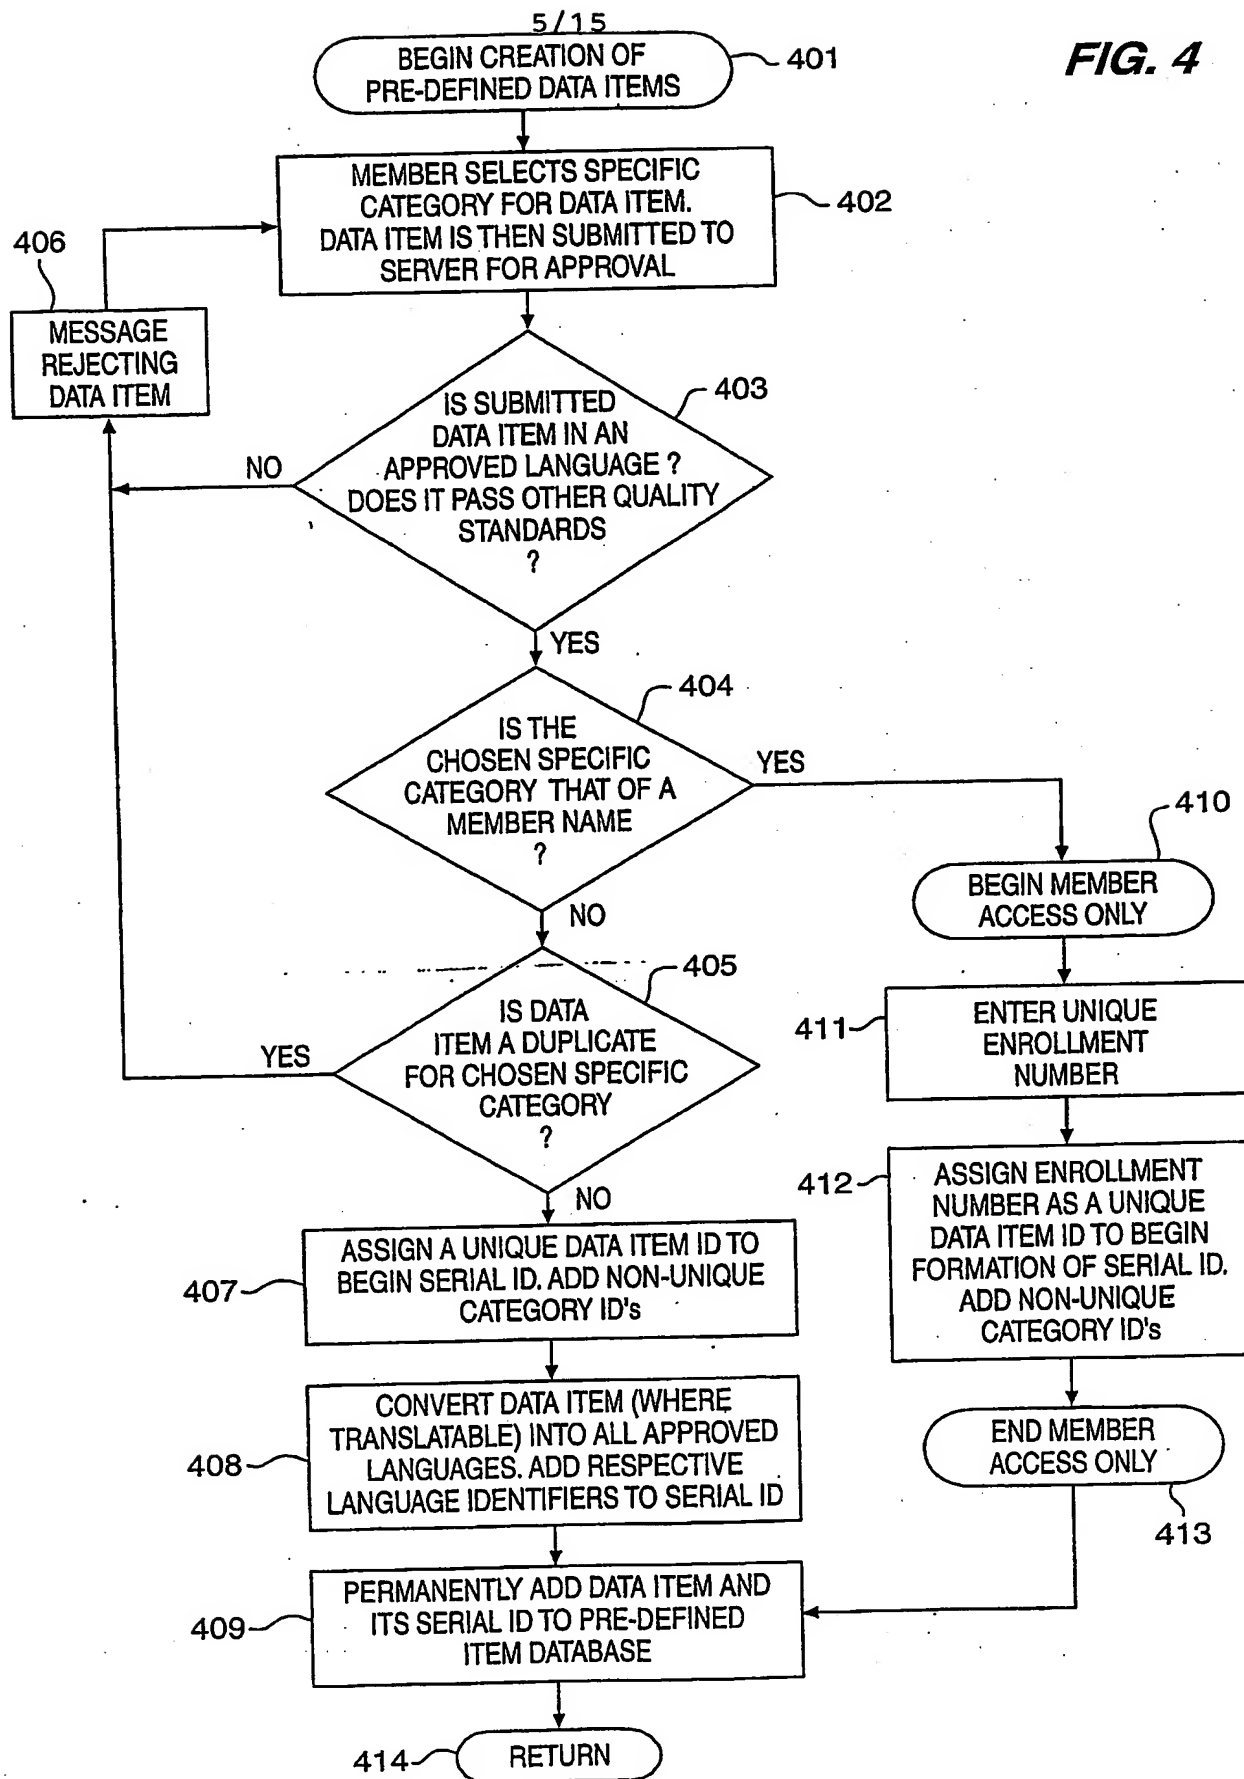 5/15
FIG. 4
BEGIN CREATION OF
PRE-DEFINED DATA ITEMS
401
MEMBER SELECTS SPECIFIC
CATEGORY FOR DATA ITEM.
DATA ITEM IS THEN SUBMITTED TO
SERVER FOR APPROVAL
402
406
MESSAGE
REJECTING
DATA ITEM
403
IS SUBMITTED
DATA ITEM IN AN
APPROVED LANGUAGE ?
DOES IT PASS OTHER QUALITY
STANDARDS
?
NO
YES
404
IS THE
CHOSEN SPECIFIC
CATEGORY THAT OF A
MEMBER NAME
?
YES
NO
410
BEGIN MEMBER
ACCESS ONLY
405
IS DATA
ITEM A DUPLICATE
FOR CHOSEN SPECIFIC
CATEGORY
?
YES
NO
411
ENTER UNIQUE
ENROLLMENT
NUMBER
412
ASSIGN ENROLLMENT
NUMBER AS A UNIQUE
DATA ITEM ID TO BEGIN
FORMATION OF SERIAL ID.
ADD NON-UNIQUE
CATEGORY ID's
407
ASSIGN A UNIQUE DATA ITEM ID TO
BEGIN SERIAL ID. ADD NON-UNIQUE
CATEGORY ID's
408
CONVERT DATA ITEM (WHERE
TRANSLATABLE) INTO ALL APPROVED
LANGUAGES. ADD RESPECTIVE
LANGUAGE IDENTIFIERS TO SERIAL ID
END MEMBER
ACCESS ONLY
413
409
PERMANENTLY ADD DATA ITEM AND
ITS SERIAL ID TO PRE-DEFINED
ITEM DATABASE
414
RETURN